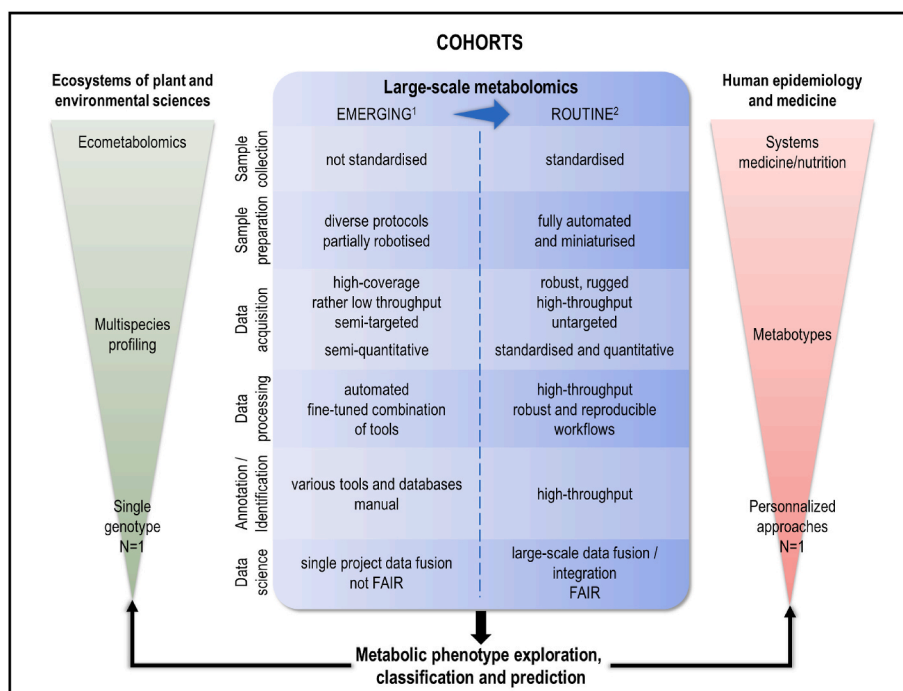 COHORTS
Ecosystems of plant and
environmental sciences
Ecometabolomics
Multispecies
profiling
Single
genotype
N=1
Large-scale metabolomics
EMERGING¹
ROUTINE²
Sample
collection
not standardised
standardised
Sample
preparation
diverse protocols
partially robotised
fully automated
and miniaturised
Data
acquisition
high-coverage
rather low throughput
semi-targeted
semi-quantitative
robust, rugged
high-throughput
untargeted
standardised and quantitative
Data
processing
automated
fine-tuned combination
of tools
high-throughput
robust and reproducible
workflows
Annotation /
Identification
various tools and databases
manual
high-throughput
Data
science
single project data fusion
not FAIR
large-scale data fusion /
integration
FAIR
Human epidemiology
and medicine
Systems
medicine/nutrition
Metabotypes
Personnalized
approaches
N=1
Metabolic phenotype exploration,
classification and prediction